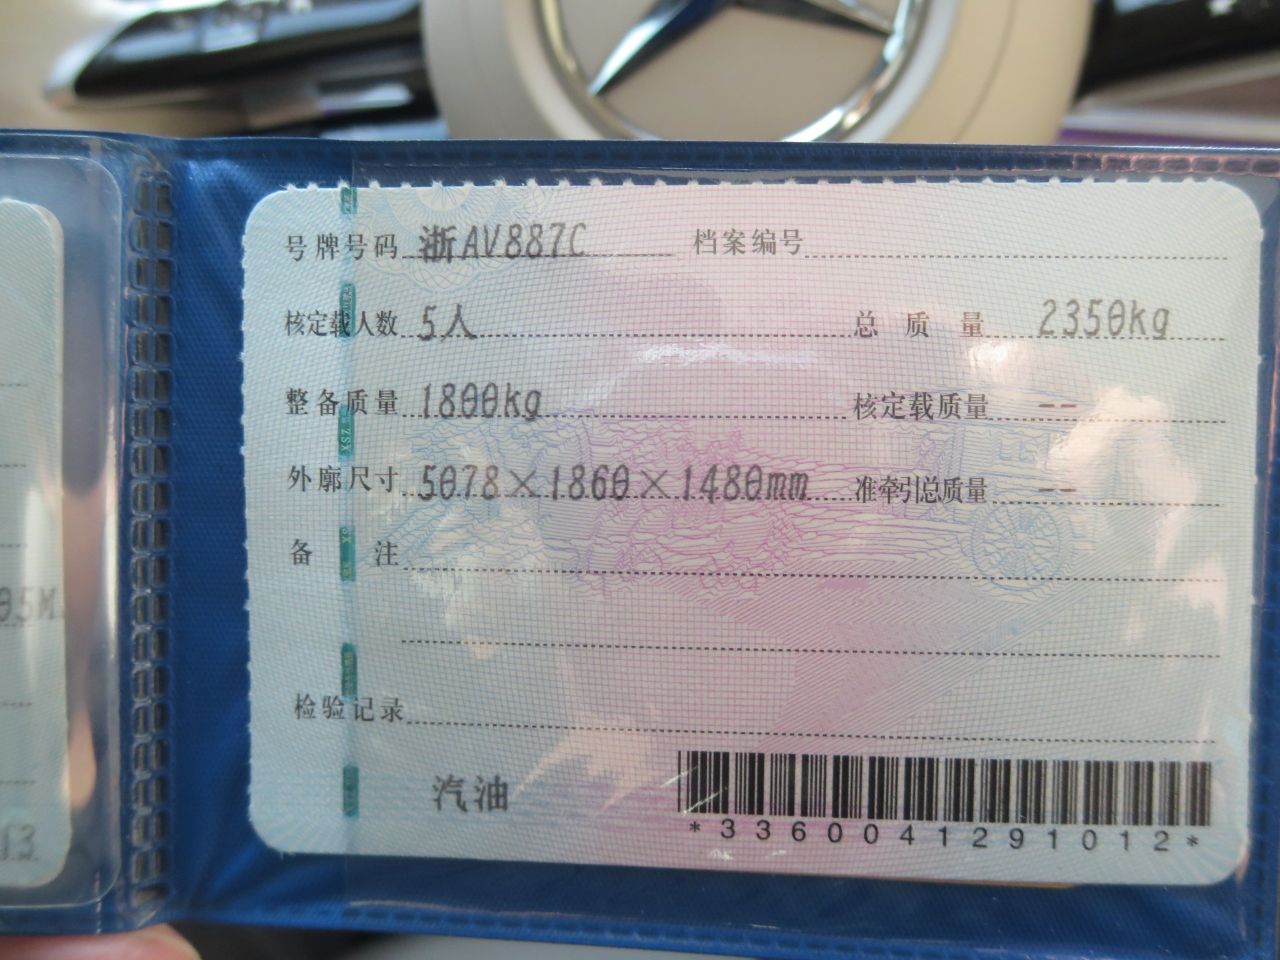 号牌号码 浙AV887C 档案编号
核定载人数 5人 总质量 2350kg
整备质量 1800kg 核定载质量 --
外廓尺寸 5078×1860×1480mm 准牵引总质量 --
备注
检验记录
汽油
*3360041291012*
13